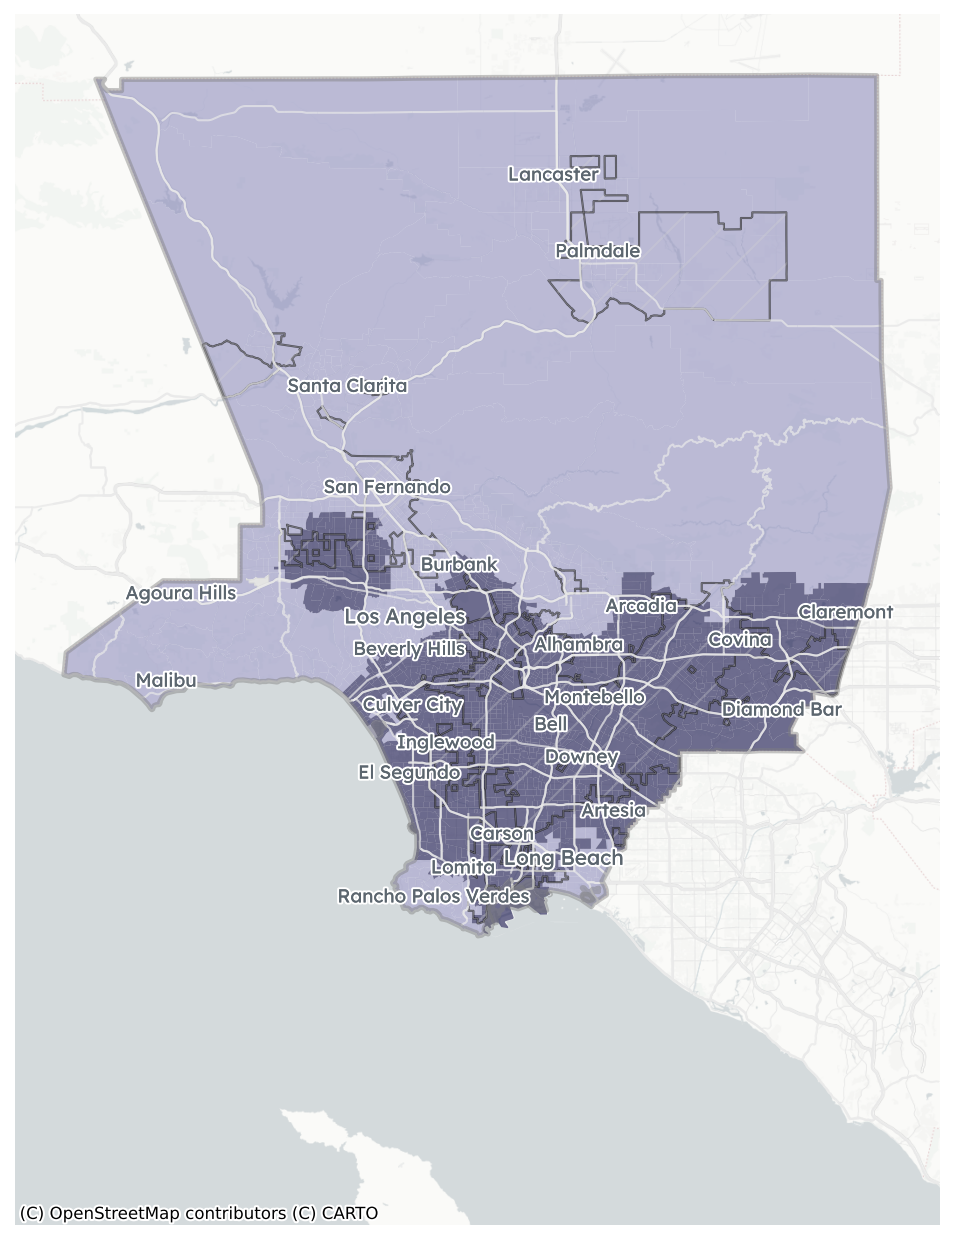 Lancaster
Palmdale
Santa Clarita
San Fernando
Burbank
Agoura Hills
Arcadia
Claremont
Los Angeles
Beverly Hills
Alhambra
Covina
Malibu
Culver City
Montebello
Diamond Bar
Bell
Inglewood
Downey
El Segundo
Artesia
Carson
Long Beach
Lomita
Rancho Palos Verdes
(C) OpenStreetMap contributors (C) CARTO